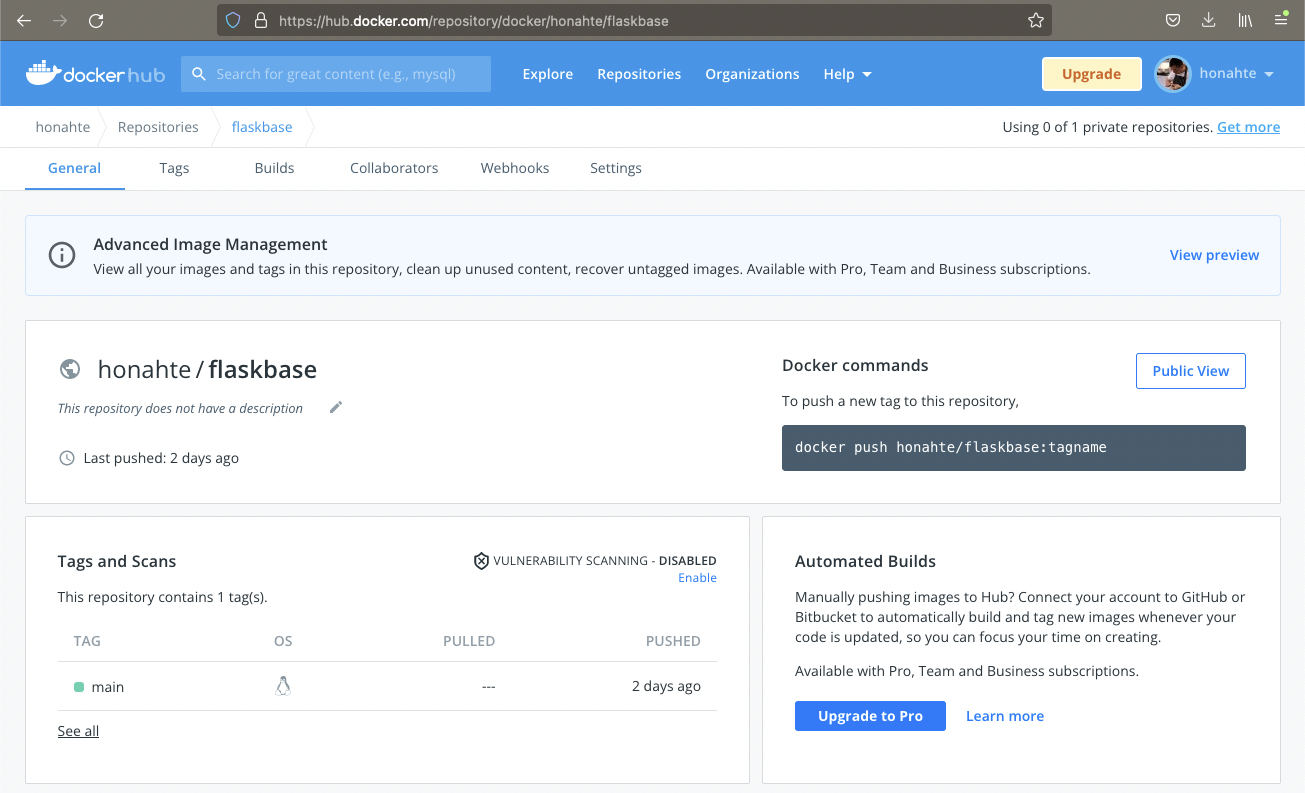 https://hub.docker.com/repository/docker/honahte/flaskbase
docker hub
Search for great content (e.g., mysql)
Explore
Repositories
Organizations
Help
Upgrade
honahte
honahte
Repositories
flaskbase
Using 0 of 1 private repositories. Get more
General
Tags
Builds
Collaborators
Webhooks
Settings
Advanced Image Management
View all your images and tags in this repository, clean up unused content, recover untagged images. Available with Pro, Team and Business subscriptions.
View preview
honahte / flaskbase
This repository does not have a description
Last pushed: 2 days ago
Docker commands
Public View
To push a new tag to this repository,
docker push honahte/flaskbase:tagname
Tags and Scans
VULNERABILITY SCANNING - DISABLED
Enable
This repository contains 1 tag(s).
TAG OS PULLED PUSHED
main --- 2 days ago
See all
Automated Builds
Manually pushing images to Hub? Connect your account to GitHub or
Bitbucket to automatically build and tag new images whenever your
code is updated, so you can focus your time on creating.
Available with Pro, Team and Business subscriptions.
Upgrade to Pro
Learn more